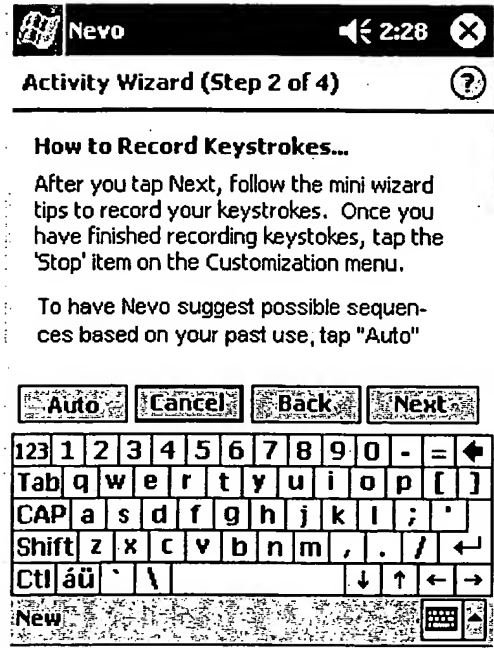 Nevo 2:28
Activity Wizard (Step 2 of 4) ?
How to Record Keystrokes...
After you tap Next, follow the mini wizard
tips to record your keystrokes. Once you
have finished recording keystokes, tap the
'Stop' item on the Customization menu.
To have Nevo suggest possible sequen-
ces based on your past use, tap "Auto"
Auto Cancel Back Next
123 1 2 3 4 5 6 7 8 9 0 - = 
Tab q w e r t y u i o p [ ]
CAP a s d f g h j k l ; '
Shift z x c v b n m , . / ↵
Ctl áü ` \ ↓ ↑ ← →
New